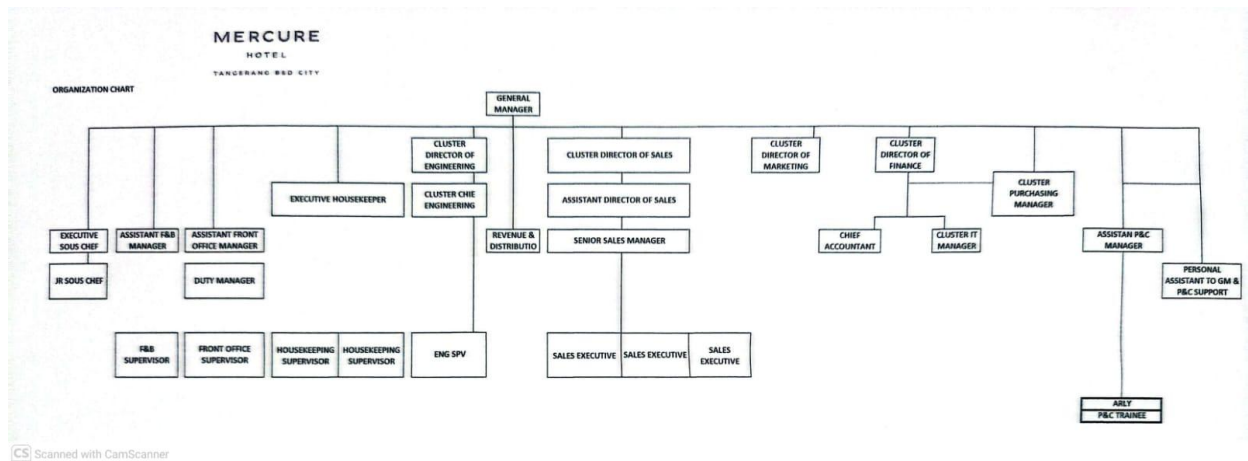 MERCURE
HOTEL
TANGERANG BSD CITY
ORGANIZATION CHART
GENERAL
MANAGER
CLUSTER
DIRECTOR OF
ENGINEERING
CLUSTER DIRECTOR OF SALES
CLUSTER
DIRECTOR OF
MARKETING
CLUSTER
DIRECTOR OF
FINANCE
EXECUTIVE HOUSEKEEPER
CLUSTER CHIE
ENGINEERING
ASSISTANT DIRECTOR OF SALES
CLUSTER
PURCHASING
MANAGER
EXECUTIVE
SOUS CHEF
ASSISTANT F&B
MANAGER
ASSISTANT FRONT
OFFICE MANAGER
REVENUE &
DISTRIBUTIO
SENIOR SALES MANAGER
CHIEF
ACCOUNTANT
CLUSTER IT
MANAGER
ASSISTAN P&C
MANAGER
JR SOUS CHEF
DUTY MANAGER
PERSONAL
ASSISTANT TO GM &
P&C SUPPORT
F&B
SUPERVISOR
FRONT OFFICE
SUPERVISOR
HOUSEKEEPING
SUPERVISOR
HOUSEKEEPING
SUPERVISOR
ENG SPV
SALES EXECUTIVE
SALES EXECUTIVE
SALES
EXECUTIVE
ARLY
P&C TRAINEE
CS Scanned with CamScanner